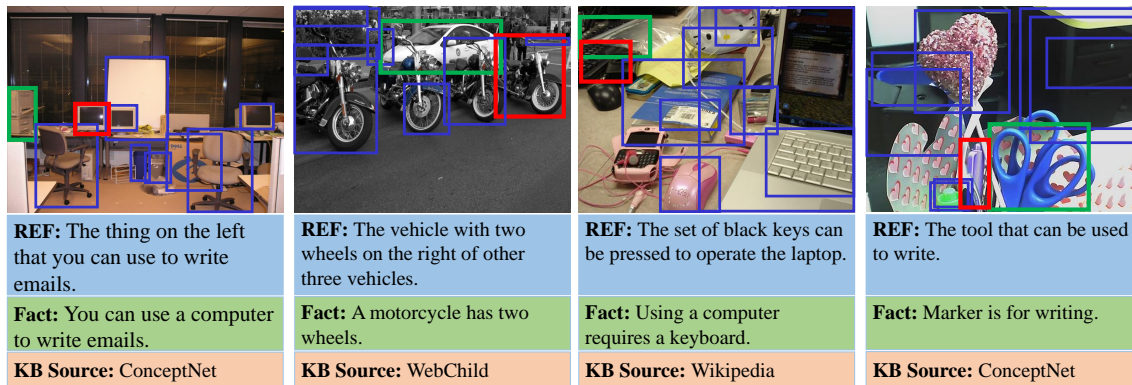 REF: The thing on the left
that you can use to write
emails.
Fact: You can use a computer
to write emails.
KB Source: ConceptNet
REF: The vehicle with two
wheels on the right of other
three vehicles.
Fact: A motorcycle has two
wheels.
KB Source: WebChild
REF: The set of black keys can
be pressed to operate the laptop.
Fact: Using a computer
requires a keyboard.
KB Source: Wikipedia
REF: The tool that can be used
to write.
Fact: Marker is for writing.
KB Source: ConceptNet